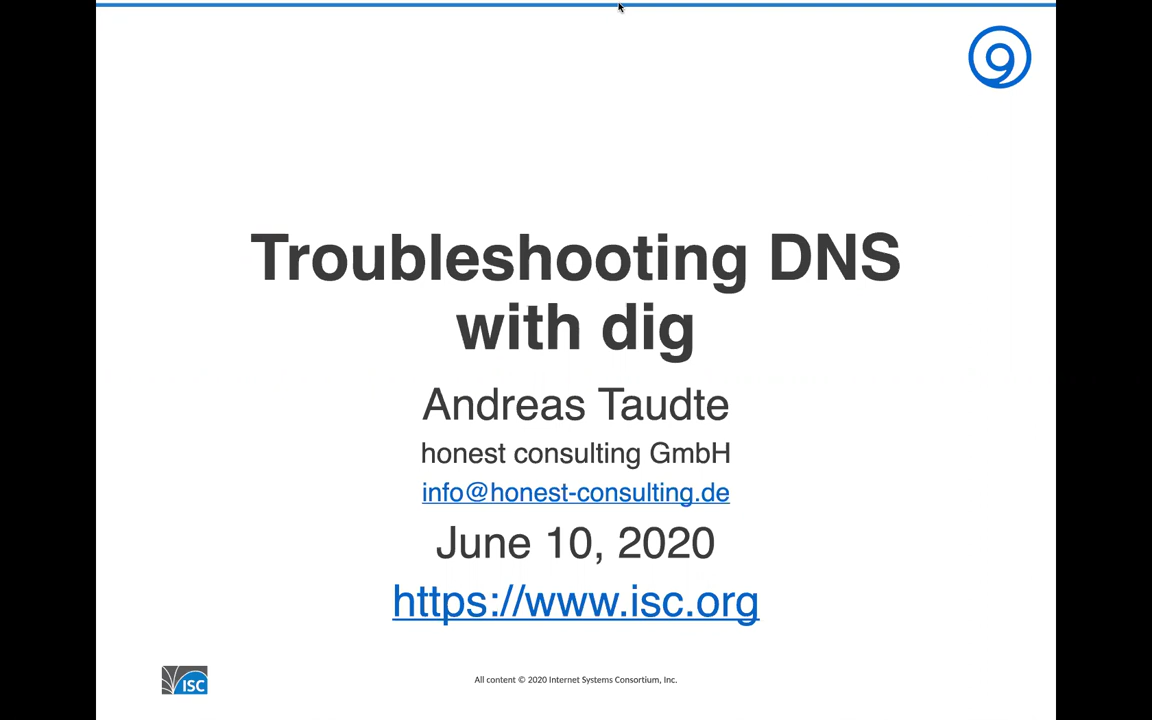 9
Troubleshooting DNS
with dig
Andreas Taudte
honest consulting GmbH
info@honest-consulting.de
June 10, 2020
https://www.isc.org
ISC
All content © 2020 Internet Systems Consortium, Inc.